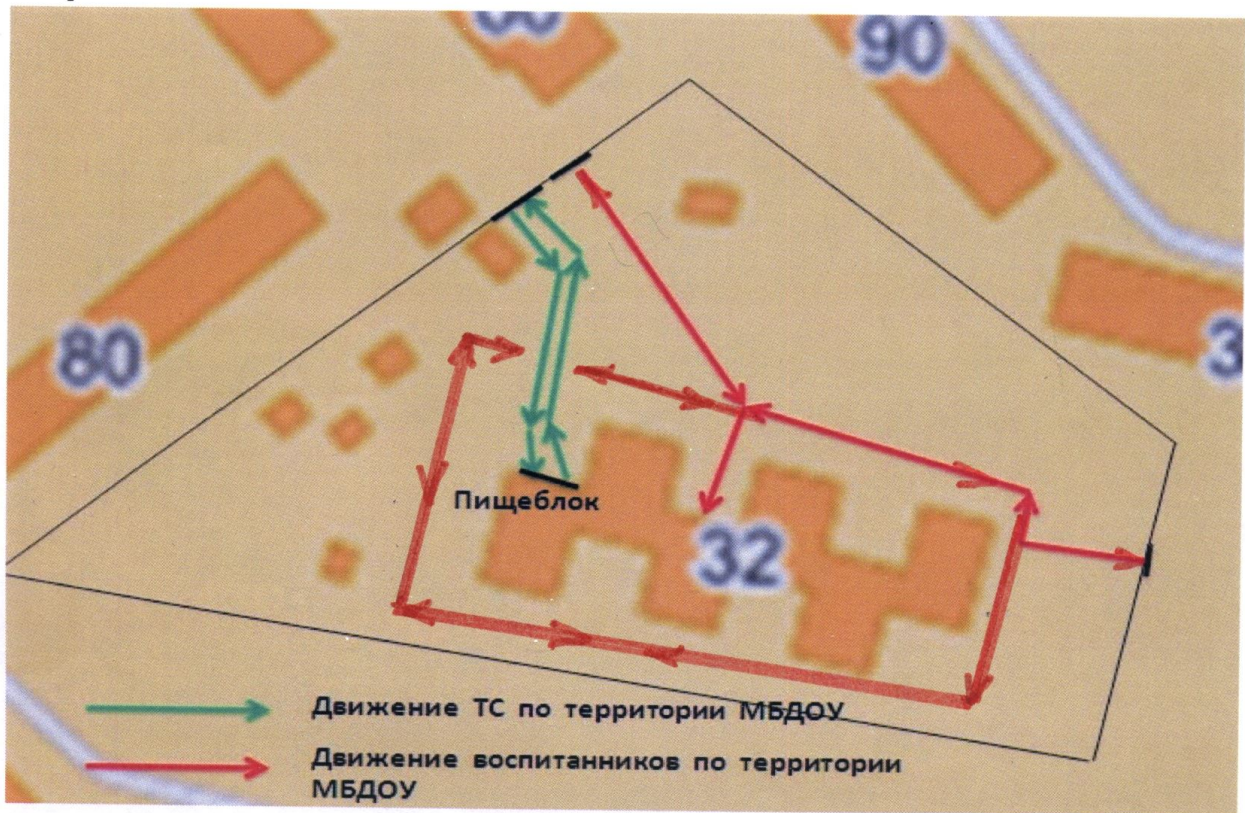 90
80
3
Пищеблок
32
Движение ТС по территории МБДОУ
Движение воспитанников по территории
МБДОУ